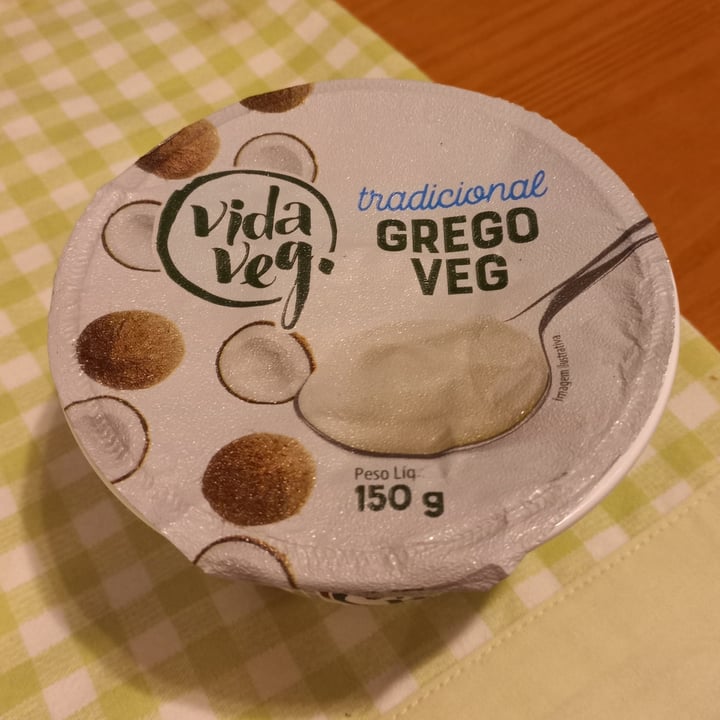 vida
veg.
tradicional
GREGO
VEG
Imagem ilustrativa
Peso Líq.
150 g